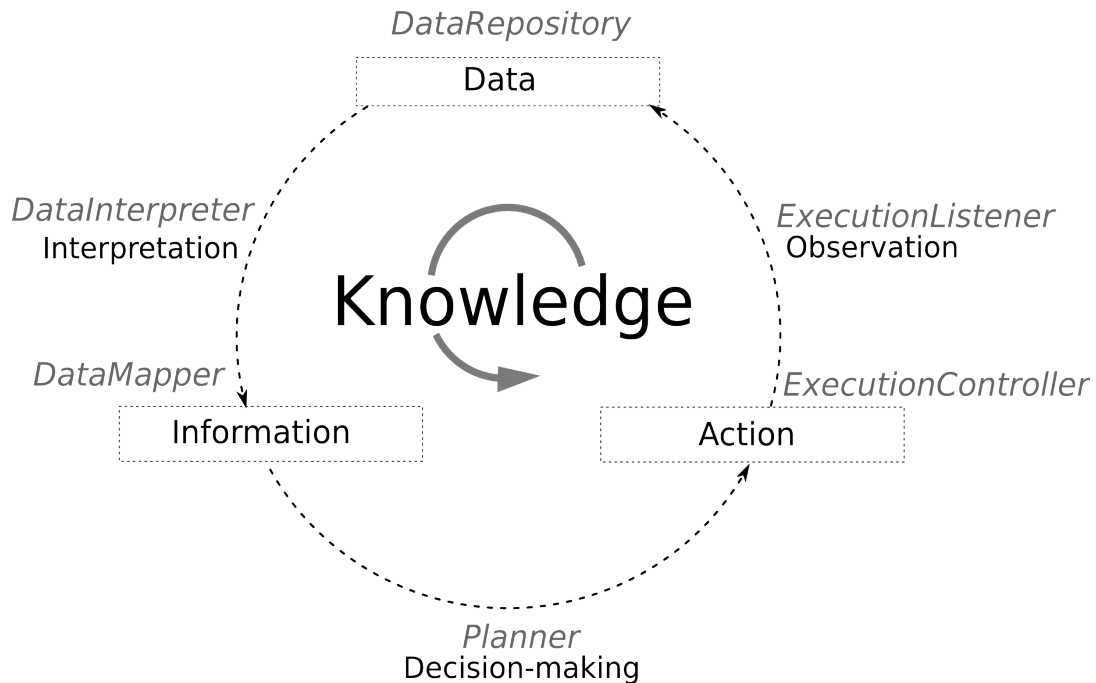 DataRepository
Data
DataInterpreter
Interpretation
ExecutionListener
Observation
Knowledge
DataMapper
ExecutionController
Information
Action
Planner
Decision-making